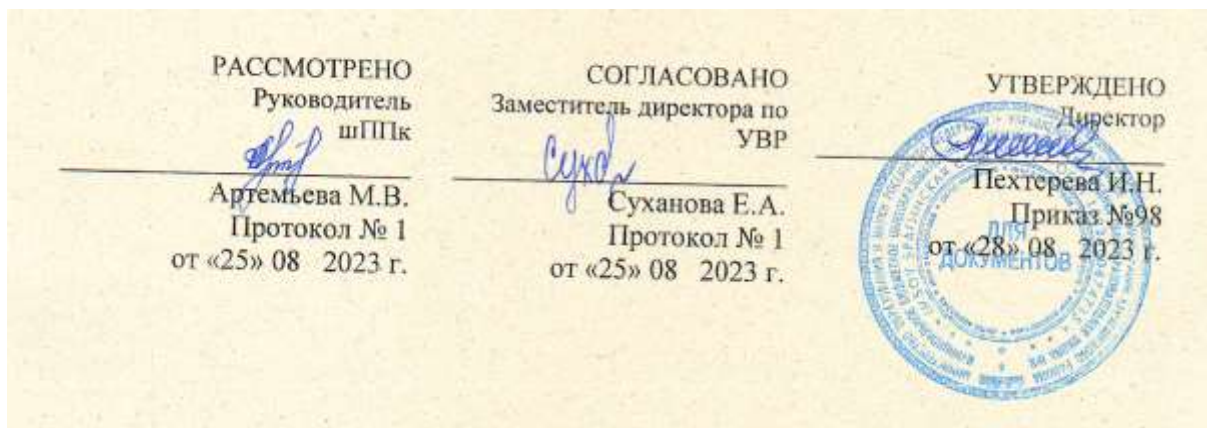 РАССМОТРЕНО
Руководитель
шППк
Артемьева М.В.
Протокол № 1
от «25» 08 2023 г.
СОГЛАСОВАНО
Заместитель директора по
УВР
Сухов
Суханова Е.А.
Протокол № 1
от «25» 08 2023 г.
УТВЕРЖДЕНО
Директор
Пехтерева И.Н.
Приказ №98
от «28» 08 2023 г.
ДЛЯ
ДОКУМЕНТОВ